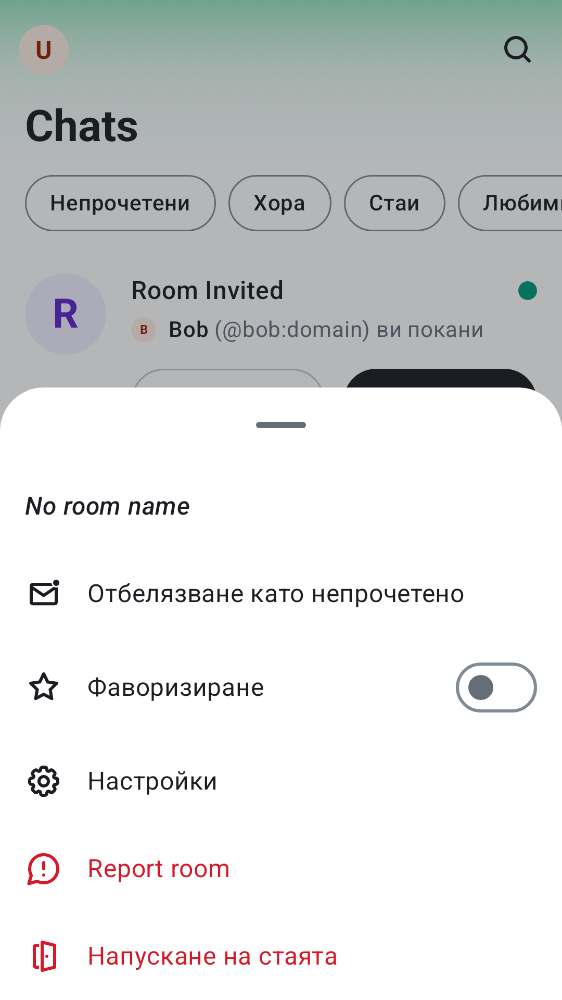 U
Chats
Непрочетени
Хора
Стаи
Любим
R
Room Invited
B Bob (@bob:domain) ви покани
No room name
Отбелязване като непрочетено
Фаворизиране
Настройки
Report room
Напускане на стаята